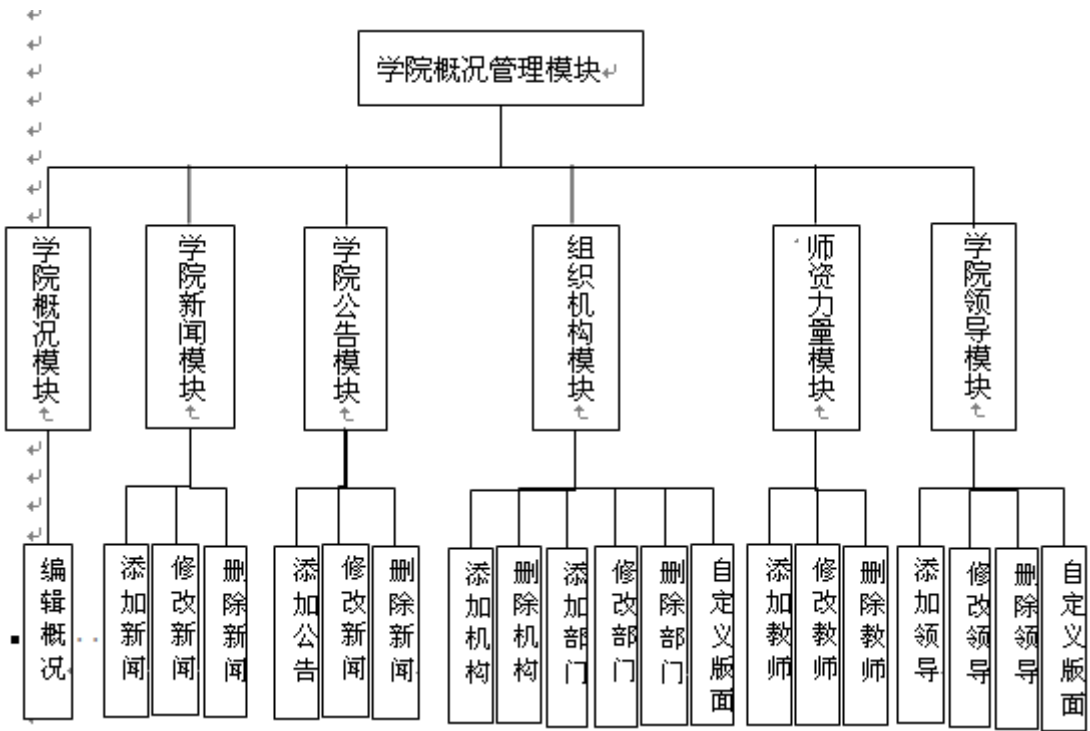 学院概况管理模块
学院概况模块
学院新闻模块
学院公告模块
组织机构模块
师资力量模块
学院领导模块
编辑概况
添加新闻
修改新闻
删除新闻
添加公告
修改新闻
删除新闻
添加机构
删除机构
添加部门
修改部门
删除部门
自定义版面
添加教师
修改教师
删除教师
添加领导
修改领导
删除领导
自定义版面